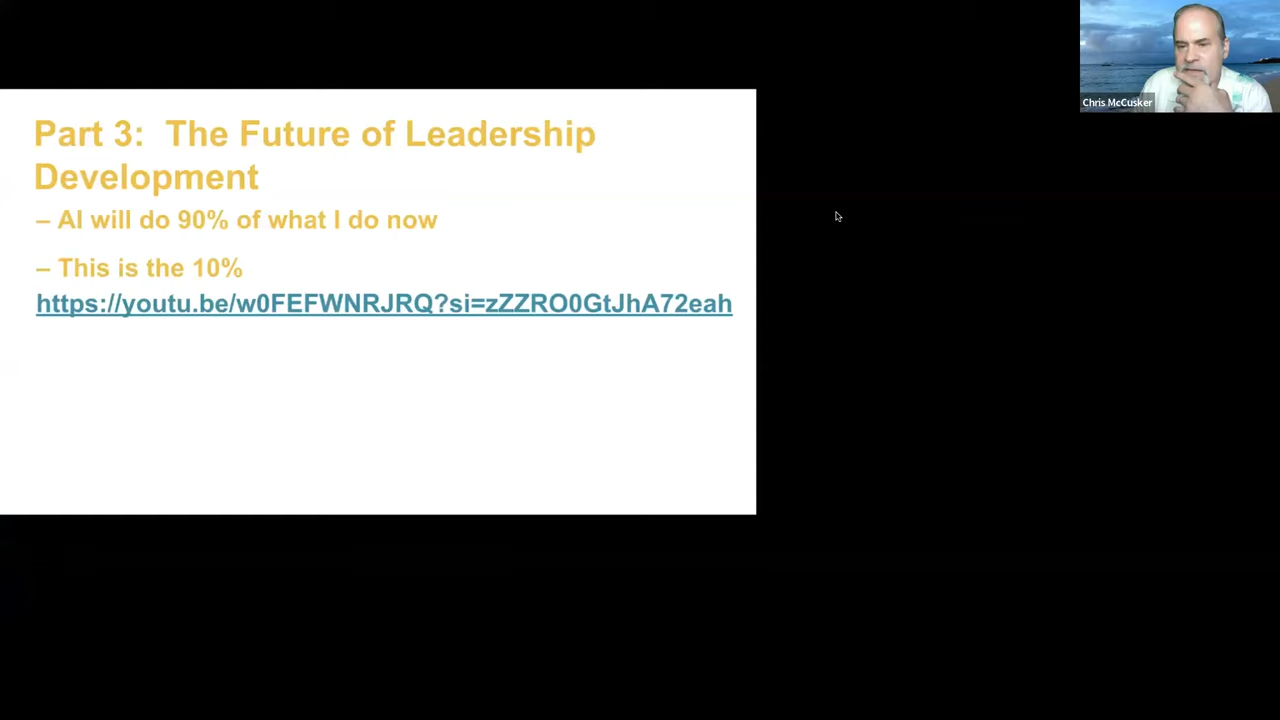 Part 3:  The Future of Leadership
Development
– AI will do 90% of what I do now
– This is the 10%
https://youtu.be/w0FEFWNRJRQ?si=zZZRO0GtJhA72eah
Chris McCusker